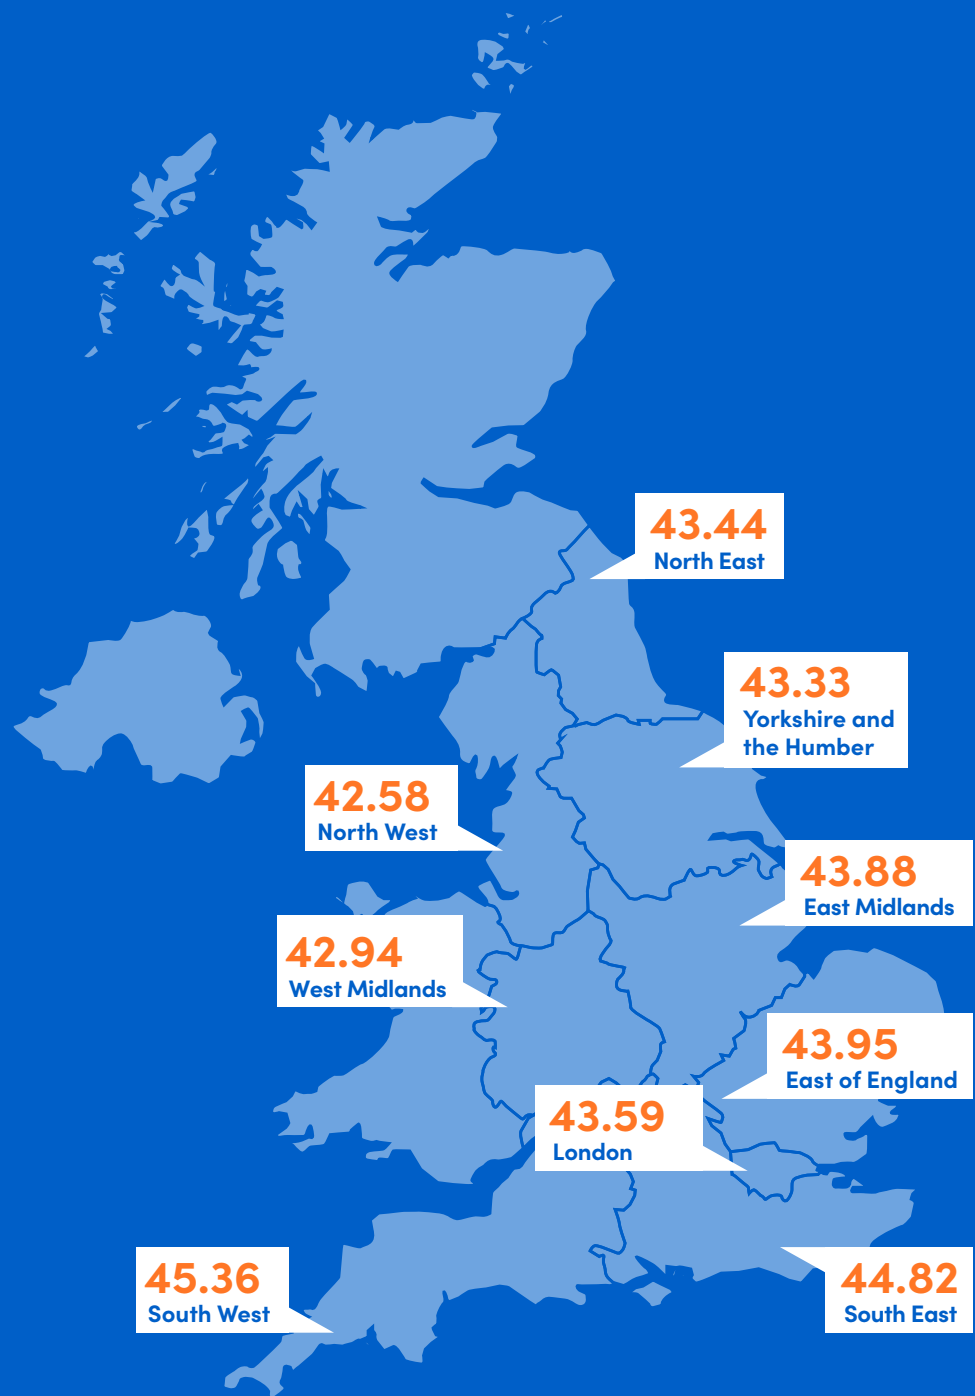 43.44
North East
43.33
Yorkshire and
the Humber
42.58
North West
43.88
East Midlands
42.94
West Midlands
43.95
East of England
43.59
London
45.36
South West
44.82
South East